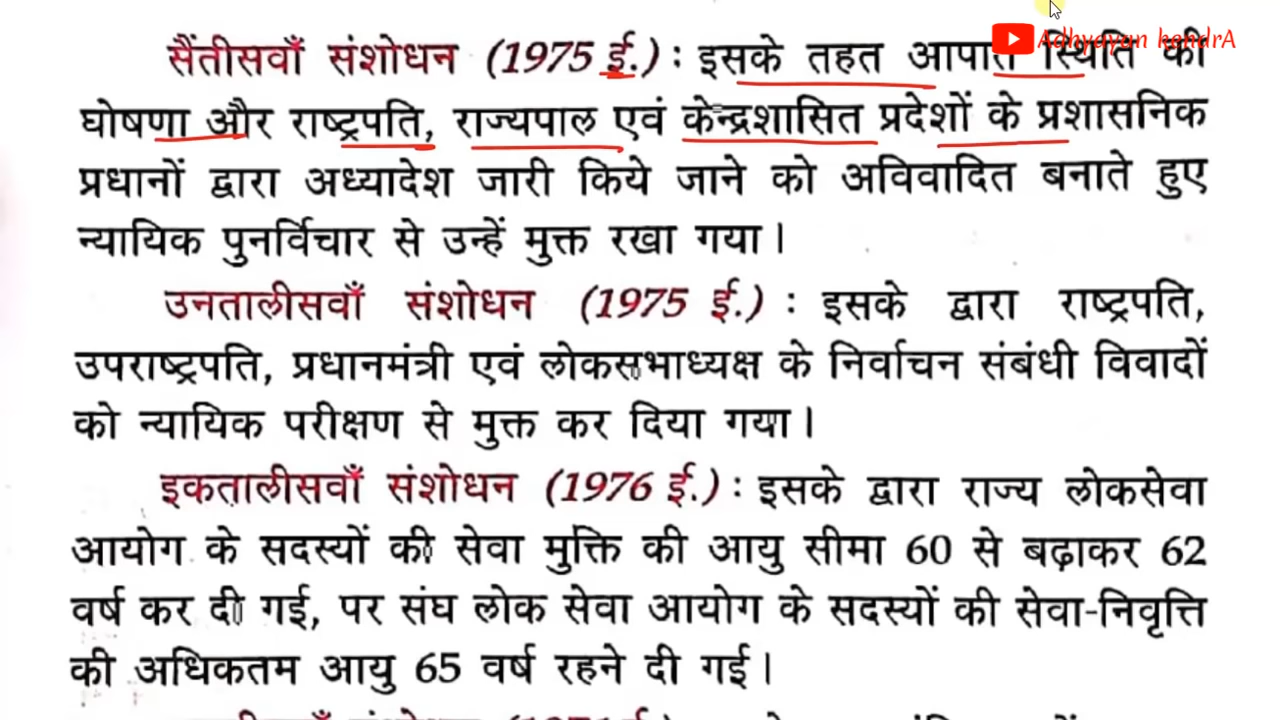 Adhyayan kendrA
सैंतीसवाँ संशोधन (1975 ई.) : इसके तहत आपात स्थिति की
घोषणा और राष्ट्रपति, राज्यपाल एवं केन्द्रशासित प्रदेशों के प्रशासनिक
प्रधानों द्वारा अध्यादेश जारी किये जाने को अविवादित बनाते हुए
न्यायिक पुनर्विचार से उन्हें मुक्त रखा गया।
उनतालीसवाँ संशोधन (1975 ई.) : इसके द्वारा राष्ट्रपति,
उपराष्ट्रपति, प्रधानमंत्री एवं लोकसभाध्यक्ष के निर्वाचन संबंधी विवादों
को न्यायिक परीक्षण से मुक्त कर दिया गया।
इकतालीसवाँ संशोधन (1976 ई.) : इसके द्वारा राज्य लोकसेवा
आयोग के सदस्यों की सेवा मुक्ति की आयु सीमा 60 से बढ़ाकर 62
वर्ष कर दी गई, पर संघ लोक सेवा आयोग के सदस्यों की सेवा-निवृत्ति
की अधिकतम आयु 65 वर्ष रहने दी गई।